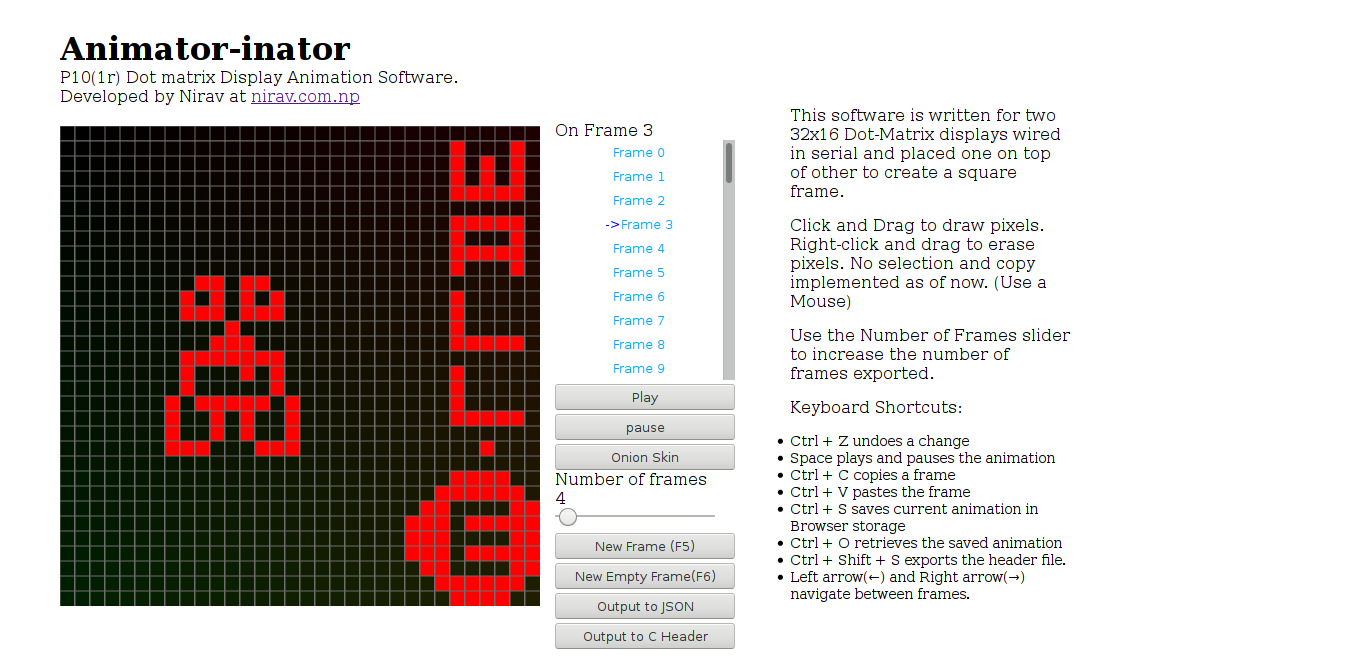 Animator-inator
P10(1r) Dot matrix Display Animation Software.
Developed by Nirav at nirav.com.np
On Frame 3
Frame 0
Frame 1
Frame 2
->Frame 3
Frame 4
Frame 5
Frame 6
Frame 7
Frame 8
Frame 9
Play
pause
Onion Skin
Number of frames
4
New Frame (F5)
New Empty Frame(F6)
Output to JSON
Output to C Header
This software is written for two
32x16 Dot-Matrix displays wired
in serial and placed one on top
of other to create a square
frame.
Click and Drag to draw pixels.
Right-click and drag to erase
pixels. No selection and copy
implemented as of now. (Use a
Mouse)
Use the Number of Frames slider
to increase the number of
frames exported.
Keyboard Shortcuts:
• Ctrl + Z undoes a change
• Space plays and pauses the animation
• Ctrl + C copies a frame
• Ctrl + V pastes the frame
• Ctrl + S saves current animation in
Browser storage
• Ctrl + O retrieves the saved animation
• Ctrl + Shift + S exports the header file.
• Left arrow(←) and Right arrow(→)
navigate between frames.